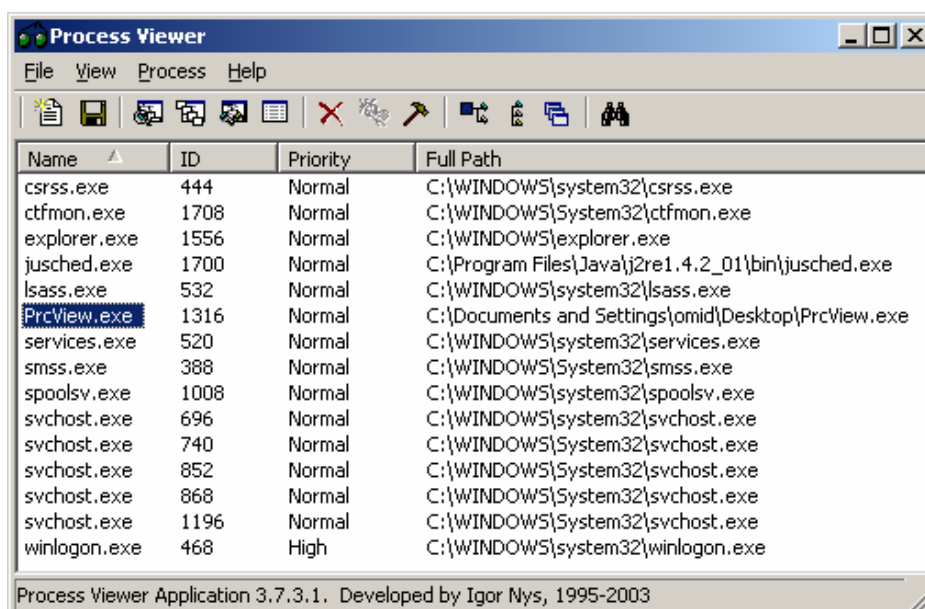 Process Viewer
File View Process Help
Name ID Priority Full Path
csrss.exe 444 Normal C:\WINDOWS\system32\csrss.exe
ctfmon.exe 1708 Normal C:\WINDOWS\System32\ctfmon.exe
explorer.exe 1556 Normal C:\WINDOWS\explorer.exe
jusched.exe 1700 Normal C:\Program Files\Java\j2re1.4.2_01\bin\jusched.exe
lsass.exe 532 Normal C:\WINDOWS\system32\lsass.exe
PrcView.exe 1316 Normal C:\Documents and Settings\omid\Desktop\PrcView.exe
services.exe 520 Normal C:\WINDOWS\system32\services.exe
smss.exe 388 Normal C:\WINDOWS\System32\smss.exe
spoolsv.exe 1008 Normal C:\WINDOWS\system32\spoolsv.exe
svchost.exe 696 Normal C:\WINDOWS\system32\svchost.exe
svchost.exe 740 Normal C:\WINDOWS\System32\svchost.exe
svchost.exe 852 Normal C:\WINDOWS\System32\svchost.exe
svchost.exe 868 Normal C:\WINDOWS\System32\svchost.exe
svchost.exe 1196 Normal C:\WINDOWS\System32\svchost.exe
winlogon.exe 468 High C:\WINDOWS\system32\winlogon.exe
Process Viewer Application 3.7.3.1. Developed by Igor Nys, 1995-2003